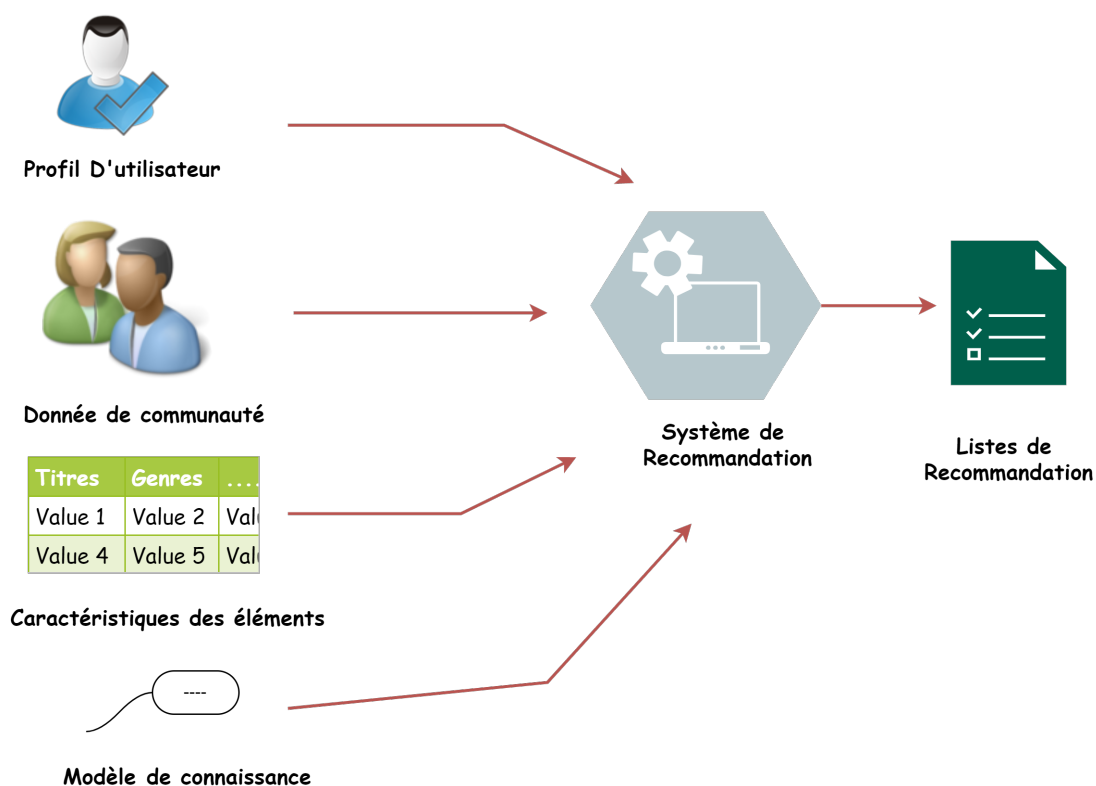 Profil D'utilisateur
Donnée de communauté
Titres Genres ....
Value 1 Value 2
Value 4 Value 5
Caractéristiques des éléments
----
Modèle de connaissance
Système de
Recommandation
Listes de
Recommandation